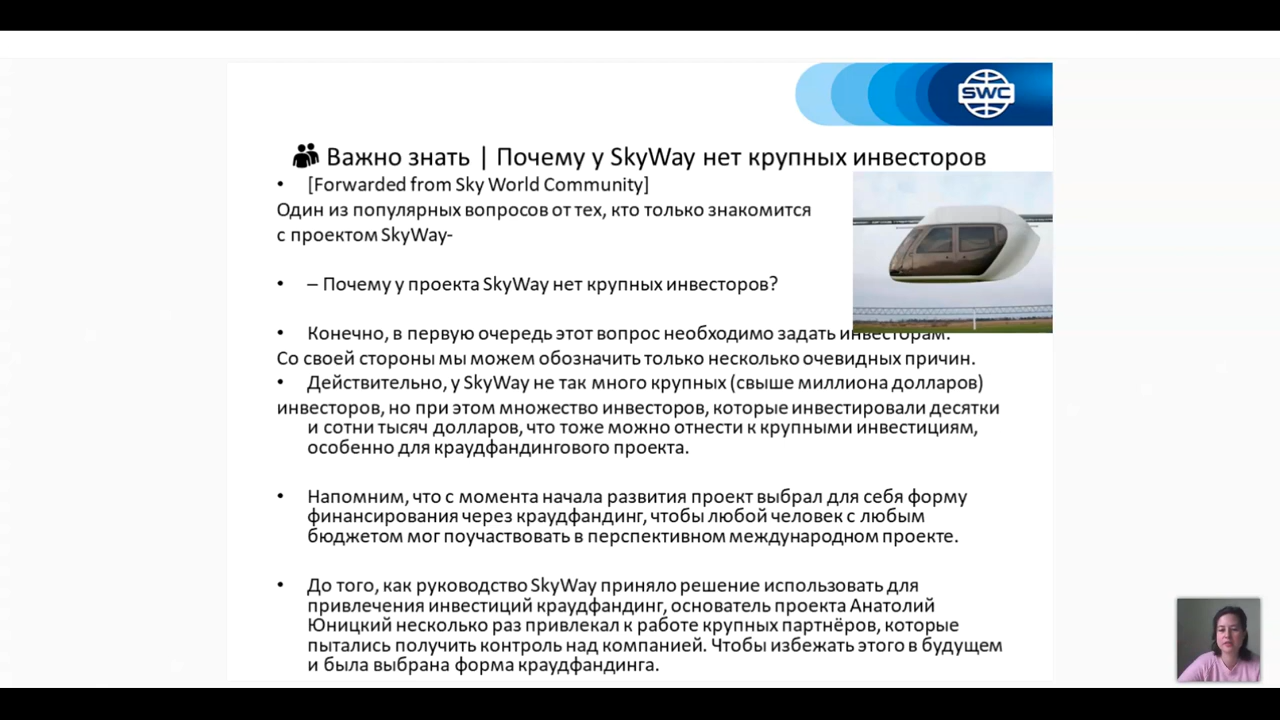 SWC
Важно знать | Почему у SkyWay нет крупных инвесторов
• [Forwarded from Sky World Community]
Один из популярных вопросов от тех, кто только знакомится
с проектом SkyWay-
• – Почему у проекта SkyWay нет крупных инвесторов?
• Конечно, в первую очередь этот вопрос необходимо задать инвесторам.
Со своей стороны мы можем обозначить только несколько очевидных причин.
• Действительно, у SkyWay не так много крупных (свыше миллиона долларов)
инвесторов, но при этом множество инвесторов, которые инвестировали десятки
и сотни тысяч долларов, что тоже можно отнести к крупными инвестициям,
особенно для краудфандингового проекта.
• Напомним, что с момента начала развития проект выбрал для себя форму
финансирования через краудфандинг, чтобы любой человек с любым
бюджетом мог поучаствовать в перспективном международном проекте.
• До того, как руководство SkyWay приняло решение использовать для
привлечения инвестиций краудфандинг, основатель проекта Анатолий
Юницкий несколько раз привлекал к работе крупных партнёров, которые
пытались получить контроль над компанией. Чтобы избежать этого в будущем
и была выбрана форма краудфандинга.